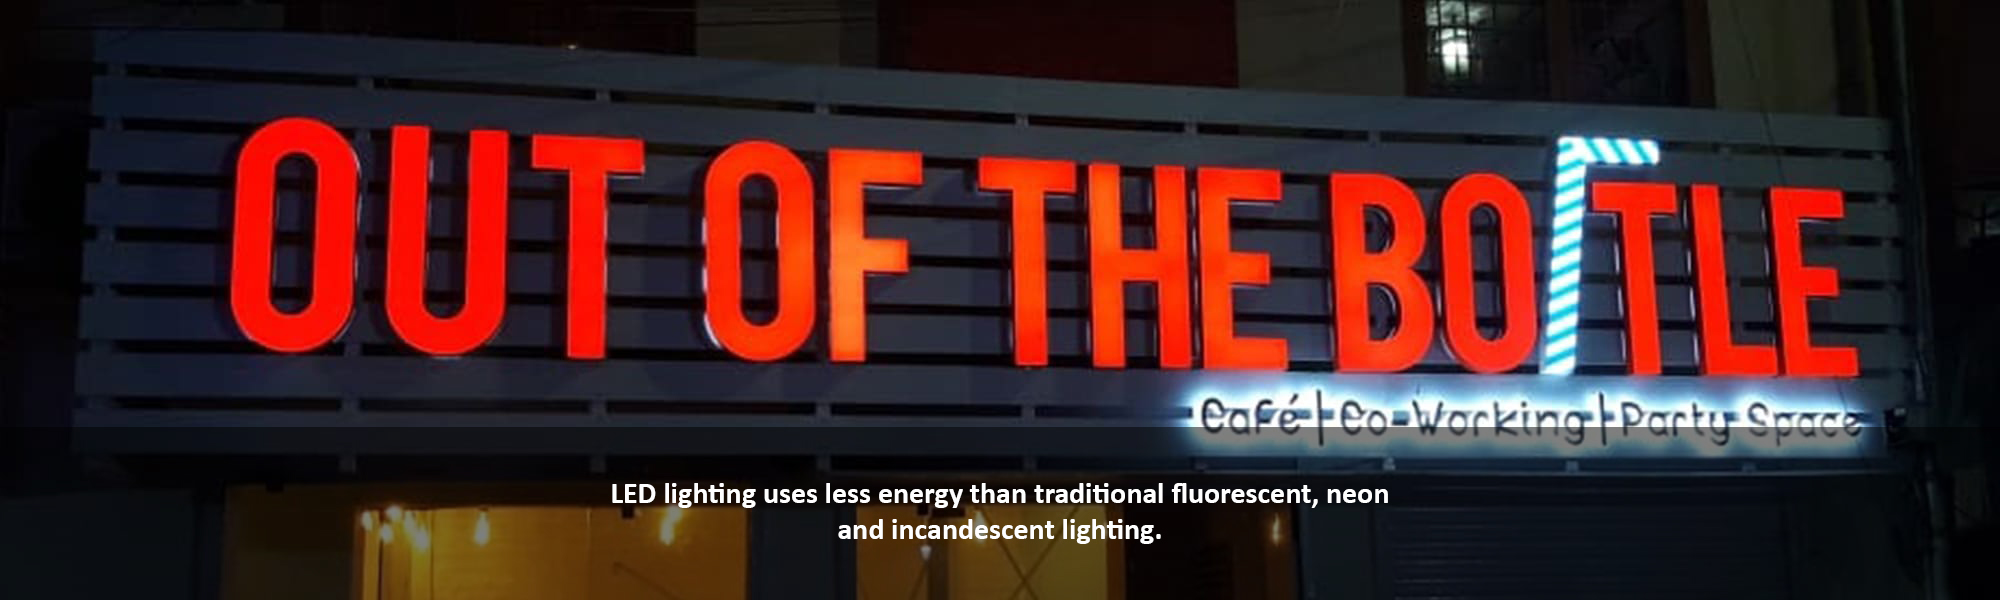 OUT OF THE BOTTLE
Café | Co-Working | Party Space
LED lighting uses less energy than traditional fluorescent, neon
and incandescent lighting.